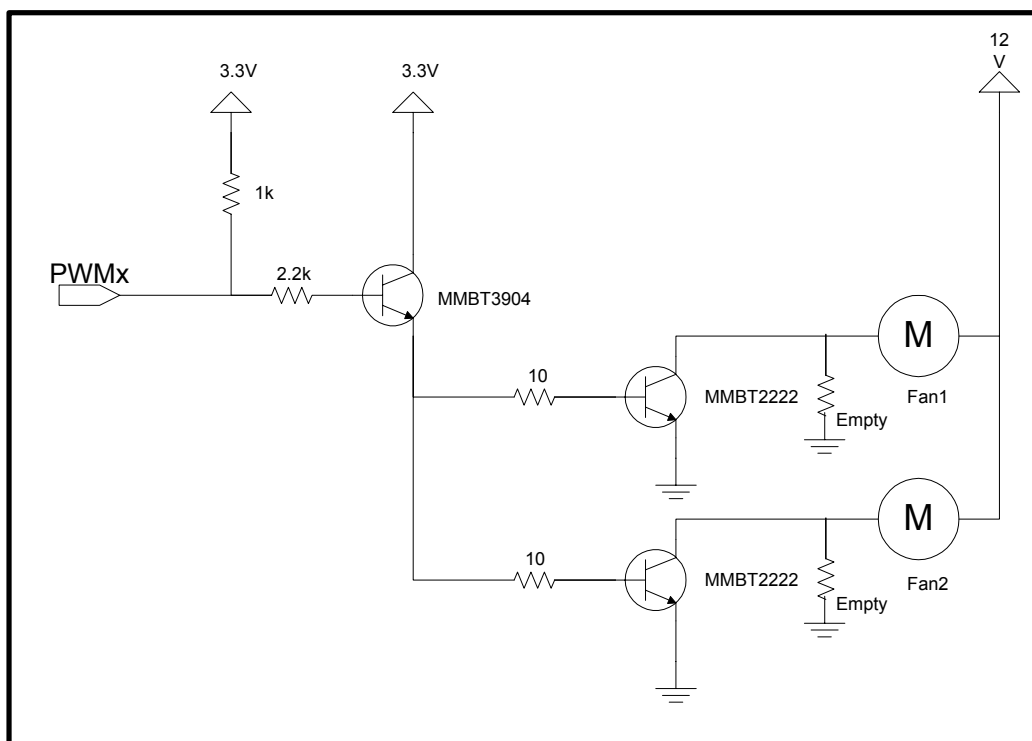 12
V
3.3V
3.3V
1k
PWMx
2.2k
MMBT3904
M
10
MMBT2222
Fan1
Empty
M
10
MMBT2222
Fan2
Empty